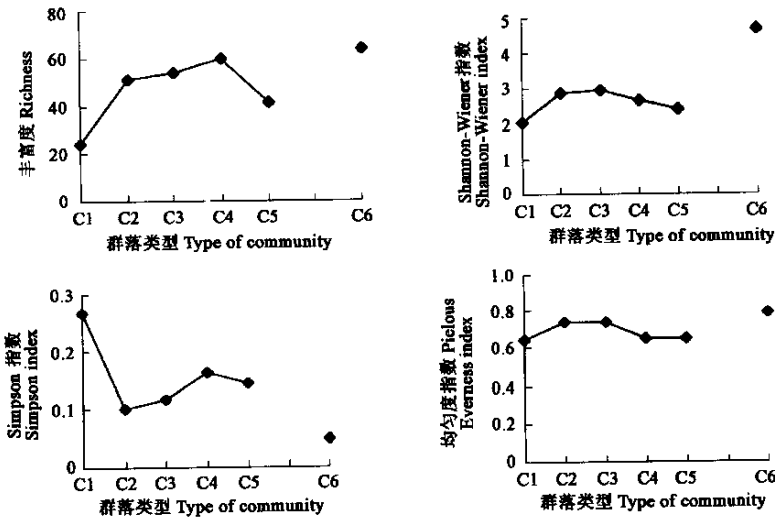 丰富度 Richness
80
60
40
20
0
C1 C2 C3 C4 C5 C6
群落类型 Type of community
Shannon-Wiener 指数
Shannon-Wiener index
5
4
3
2
1
0
C1 C2 C3 C4 C5 C6
群落类型 Type of community
Simpson 指数
Simpson index
0.3
0.2
0.1
0
C1 C2 C3 C4 C5 C6
群落类型 Type of community
均匀度指数 Pielous
Everness index
1.0
0.8
0.6
0.4
0.2
0
C1 C2 C3 C4 C5 C6
群落类型 Type of community